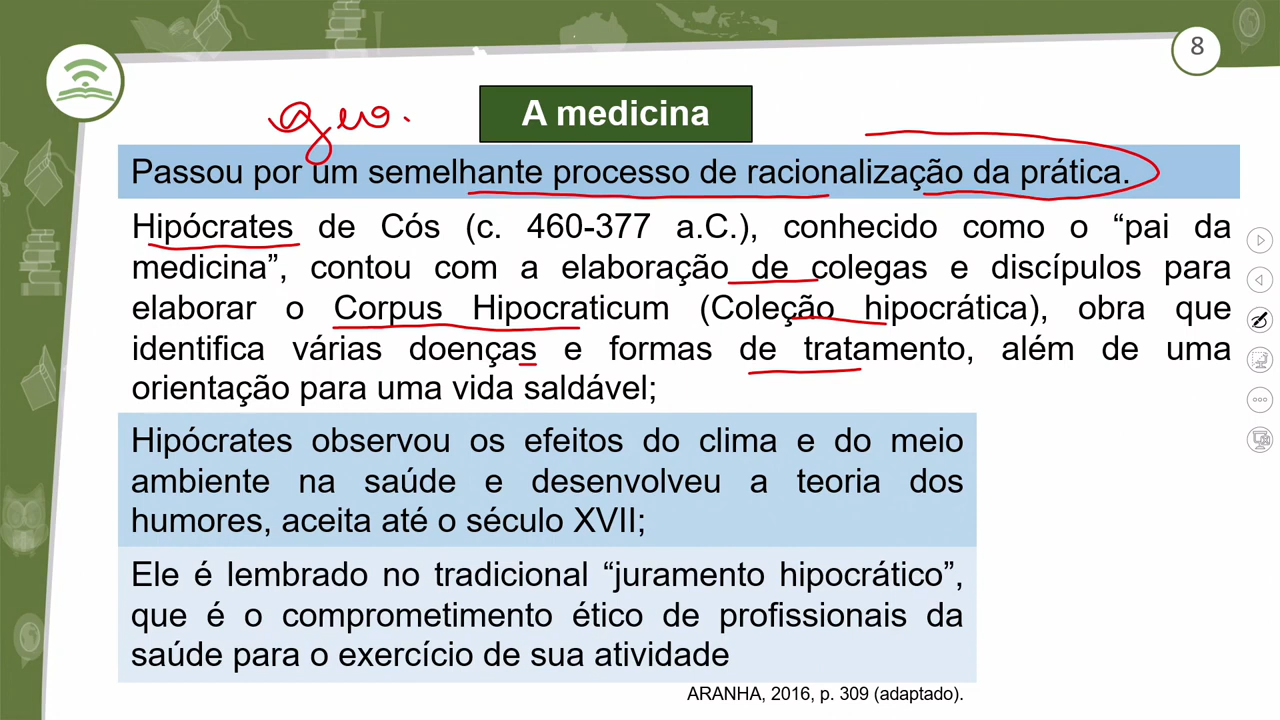 8
A medicina
Passou por um semelhante processo de racionalização da prática.
Hipócrates de Cós (c. 460-377 a.C.), conhecido como o “pai da
medicina”, contou com a elaboração de colegas e discípulos para
elaborar o Corpus Hipocraticum (Coleção hipocrática), obra que
identifica várias doenças e formas de tratamento, além de uma
orientação para uma vida saldável;
Hipócrates observou os efeitos do clima e do meio
ambiente na saúde e desenvolveu a teoria dos
humores, aceita até o século XVII;
Ele é lembrado no tradicional “juramento hipocrático”,
que é o comprometimento ético de profissionais da
saúde para o exercício de sua atividade
ARANHA, 2016, p. 309 (adaptado).